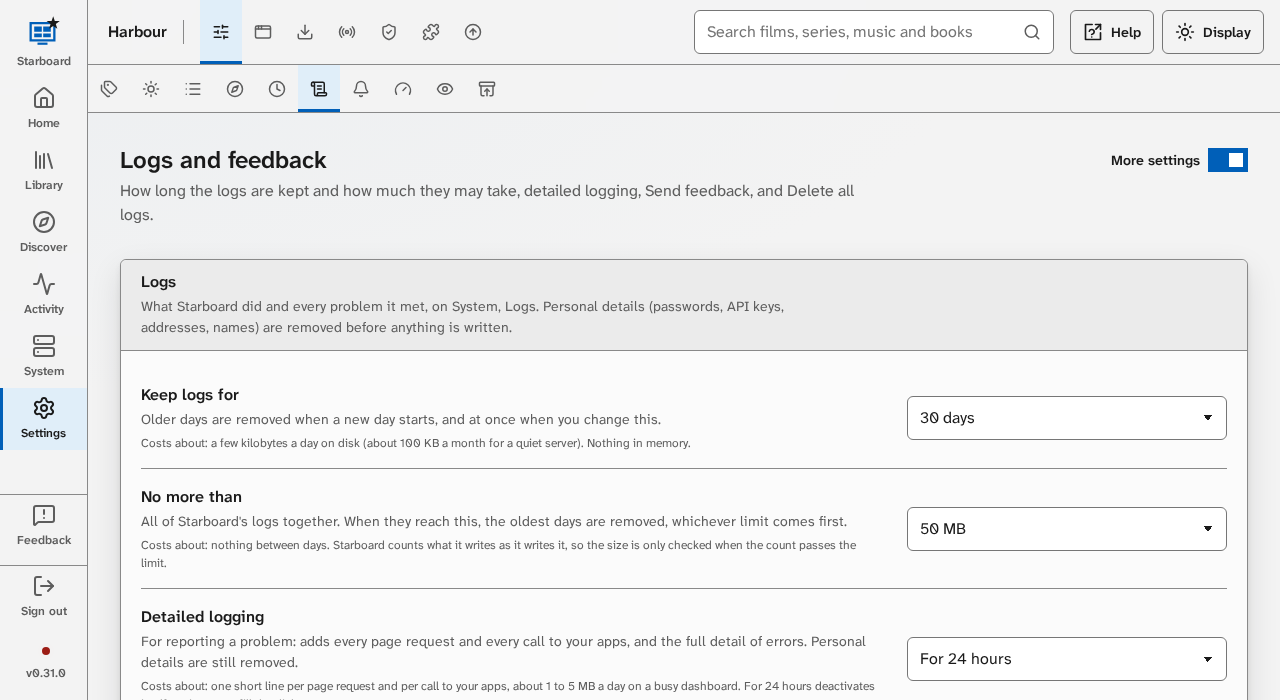 Starboard
Home
Library
Discover
Activity
System
Settings
Feedback
Sign out
v0.31.0
Harbour
Search films, series, music and books
Help
Display
Logs and feedback
More settings
How long the logs are kept and how much they may take, detailed logging, Send feedback, and Delete all
logs.
Logs
What Starboard did and every problem it met, on System, Logs. Personal details (passwords, API keys,
addresses, names) are removed before anything is written.
Keep logs for
Older days are removed when a new day starts, and at once when you change this.
Costs about: a few kilobytes a day on disk (about 100 KB a month for a quiet server). Nothing in memory.
30 days
No more than
All of Starboard's logs together. When they reach this, the oldest days are removed, whichever limit comes first.
Costs about: nothing between days. Starboard counts what it writes as it writes it, so the size is only checked when the count passes the
limit.
50 MB
Detailed logging
For reporting a problem: adds every page request and every call to your apps, and the full detail of errors. Personal
details are still removed.
Costs about: one short line per page request and per call to your apps, about 1 to 5 MB a day on a busy dashboard. For 24 hours deactivates
For 24 hours